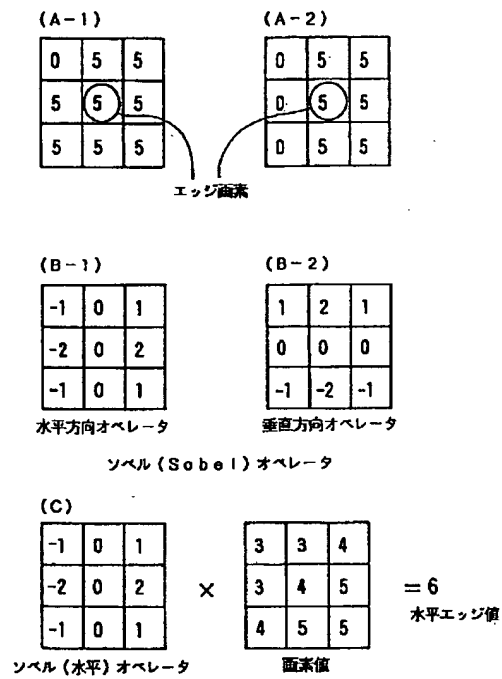 (A-1) (A-2)
0 5 5 0 5 5
5 5 5 0 5 5
5 5 5 0 5 5
エッジ画素
(B-1) (B-2)
-1 0 1 1 2 1
-2 0 2 0 0 0
-1 0 1 -1 -2 -1
水平方向オペレータ 垂直方向オペレータ
ソベル(Sobel)オペレータ
(C)
-1 0 1 3 3 4
-2 0 2 × 3 4 5 =6
-1 0 1 4 5 5 水平エッジ値
ソベル(水平)オペレータ 画素値